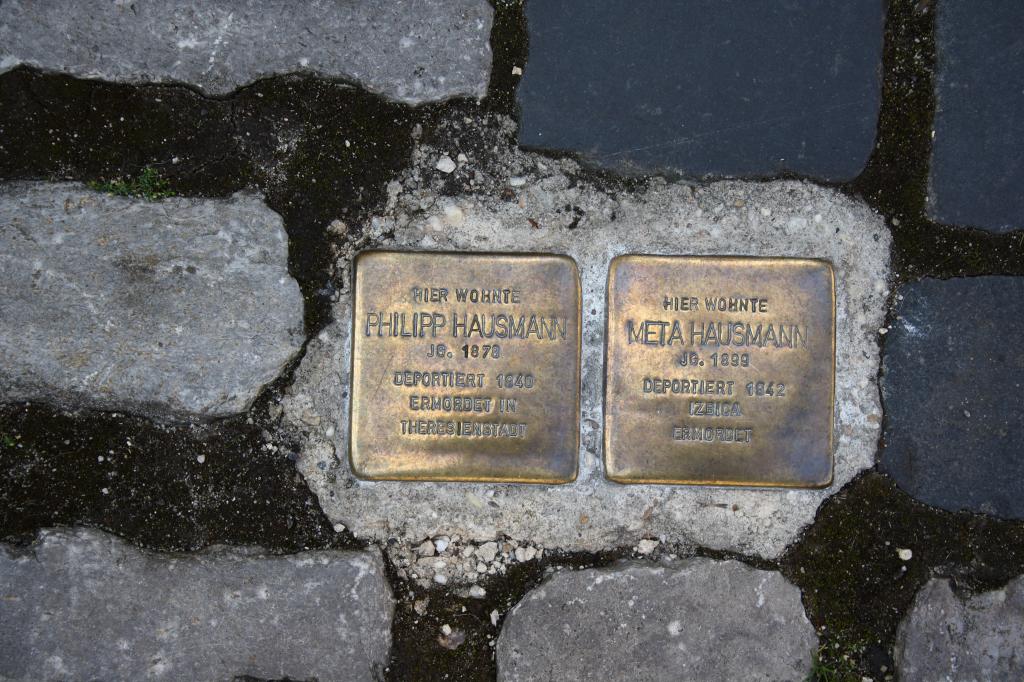 HIER WOHNTE
PHILIPP HAUSMANN
JG. 1878
DEPORTIERT 1940
ERMORDET IN
THERESIENSTADT
HIER WOHNTE
META HAUSMANN
JG. 1899
DEPORTIERT 1942
IZBICA
ERMORDET